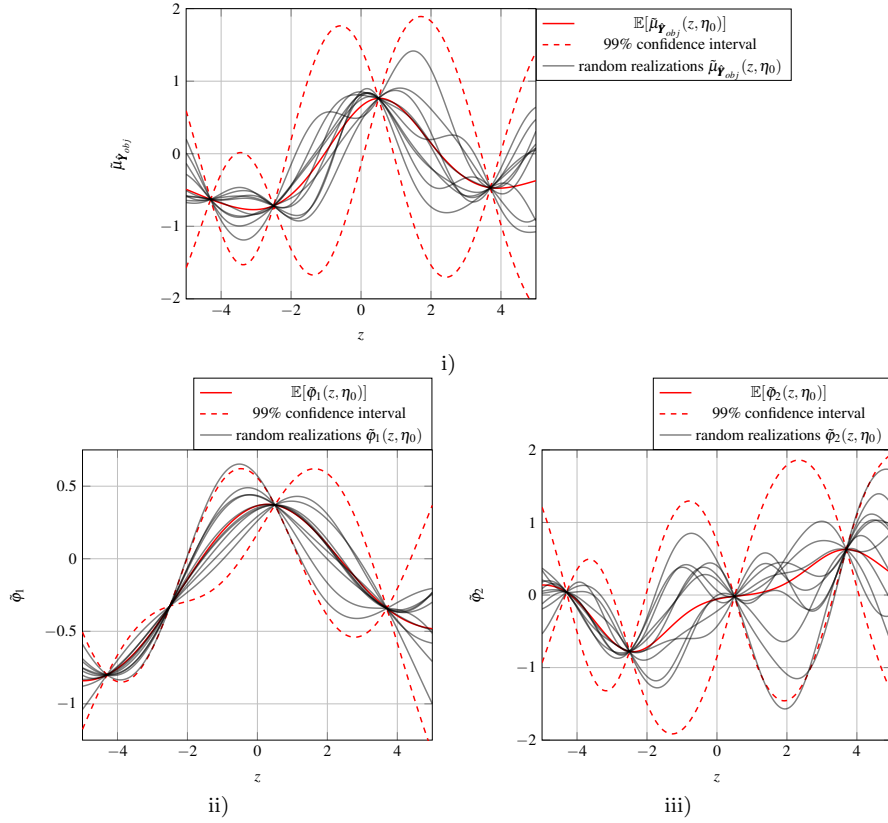 𝔼[μ̃_Ŷ_obj(z, η₀)]
99% confidence interval
random realizations μ̃_Ŷ_obj(z, η₀)
2
1
0
−1
−2
μ̃_Ŷ_obj
−4 −2 0 2 4
z
i)
𝔼[φ̃₁(z, η₀)]
99% confidence interval
random realizations φ̃₁(z, η₀)
0.5
0
−0.5
−1
φ̃₁
−4 −2 0 2 4
z
ii)
𝔼[φ̃₂(z, η₀)]
99% confidence interval
random realizations φ̃₂(z, η₀)
2
1
0
−1
−2
φ̃₂
−4 −2 0 2 4
z
iii)